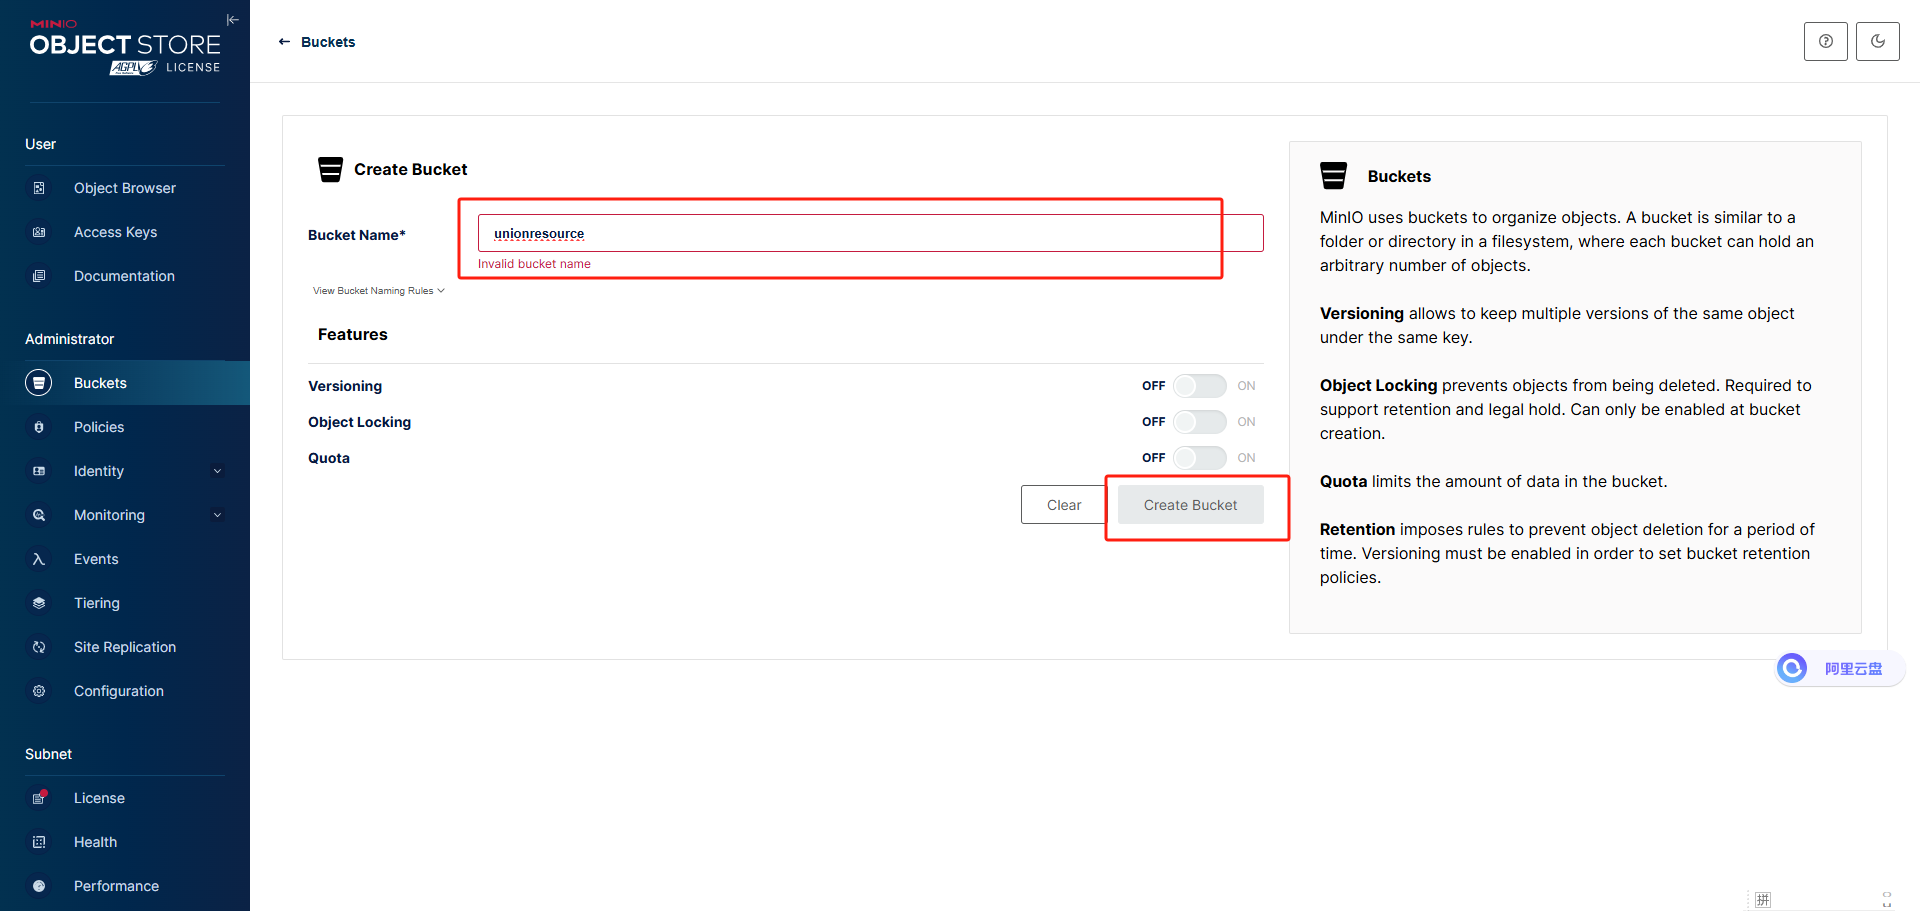 MINIO
OBJECT STORE
AGPLV3 LICENSE
User
Object Browser
Access Keys
Documentation
Administrator
Buckets
Policies
Identity
Monitoring
Events
Tiering
Site Replication
Configuration
Subnet
License
Health
Performance
← Buckets
Create Bucket
Bucket Name*
unionresource
Invalid bucket name
View Bucket Naming Rules
Features
Versioning OFF ON
Object Locking OFF ON
Quota OFF ON
Clear Create Bucket
Buckets
MinIO uses buckets to organize objects. A bucket is similar to a
folder or directory in a filesystem, where each bucket can hold an
arbitrary number of objects.
Versioning allows to keep multiple versions of the same object
under the same key.
Object Locking prevents objects from being deleted. Required to
support retention and legal hold. Can only be enabled at bucket
creation.
Quota limits the amount of data in the bucket.
Retention imposes rules to prevent object deletion for a period of
time. Versioning must be enabled in order to set bucket retention
policies.
阿里云盘
拼